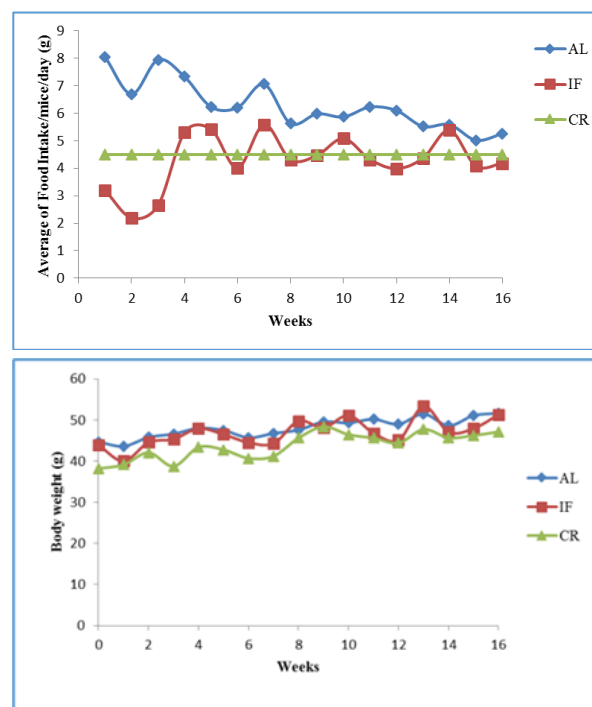 9
8
7
6
5
4
3
2
1
0
Average of Food Intake/mice/day (g)
0 2 4 6 8 10 12 14 16
Weeks
AL
IF
CR
60
50
40
30
20
10
0
Body weight (g)
0 2 4 6 8 10 12 14 16
Weeks
AL
IF
CR